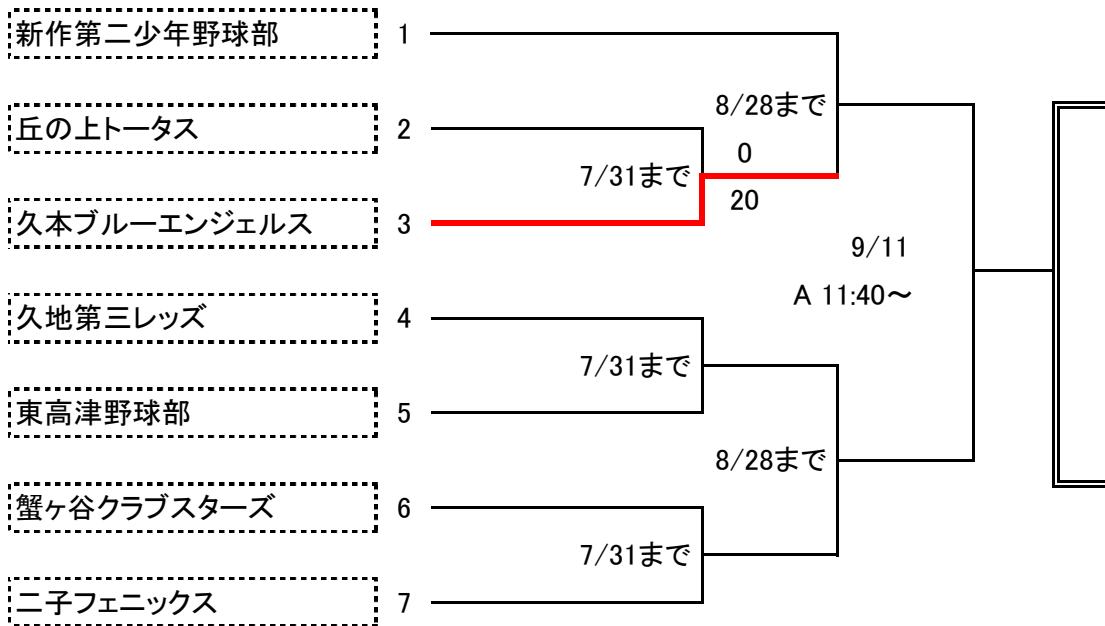 新作第二少年野球部 1
8/28まで
丘の上トータス 2
0
7/31まで
20
久本ブルーエンジェルス 3
9/11
A 11:40～
久地第三レッズ 4
7/31まで
東高津野球部 5
8/28まで
蟹ヶ谷クラブスターズ 6
7/31まで
二子フェニックス 7